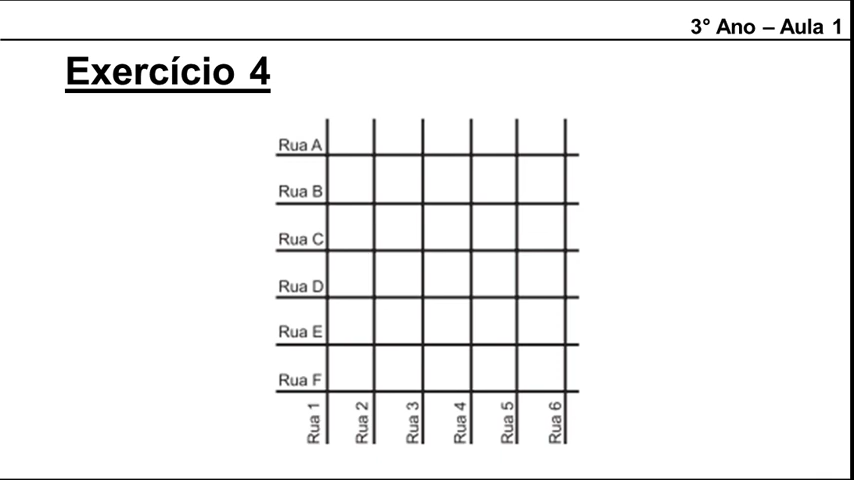 3° Ano – Aula 1
Exercício 4
Rua A
Rua B
Rua C
Rua D
Rua E
Rua F
Rua 1
Rua 2
Rua 3
Rua 4
Rua 5
Rua 6